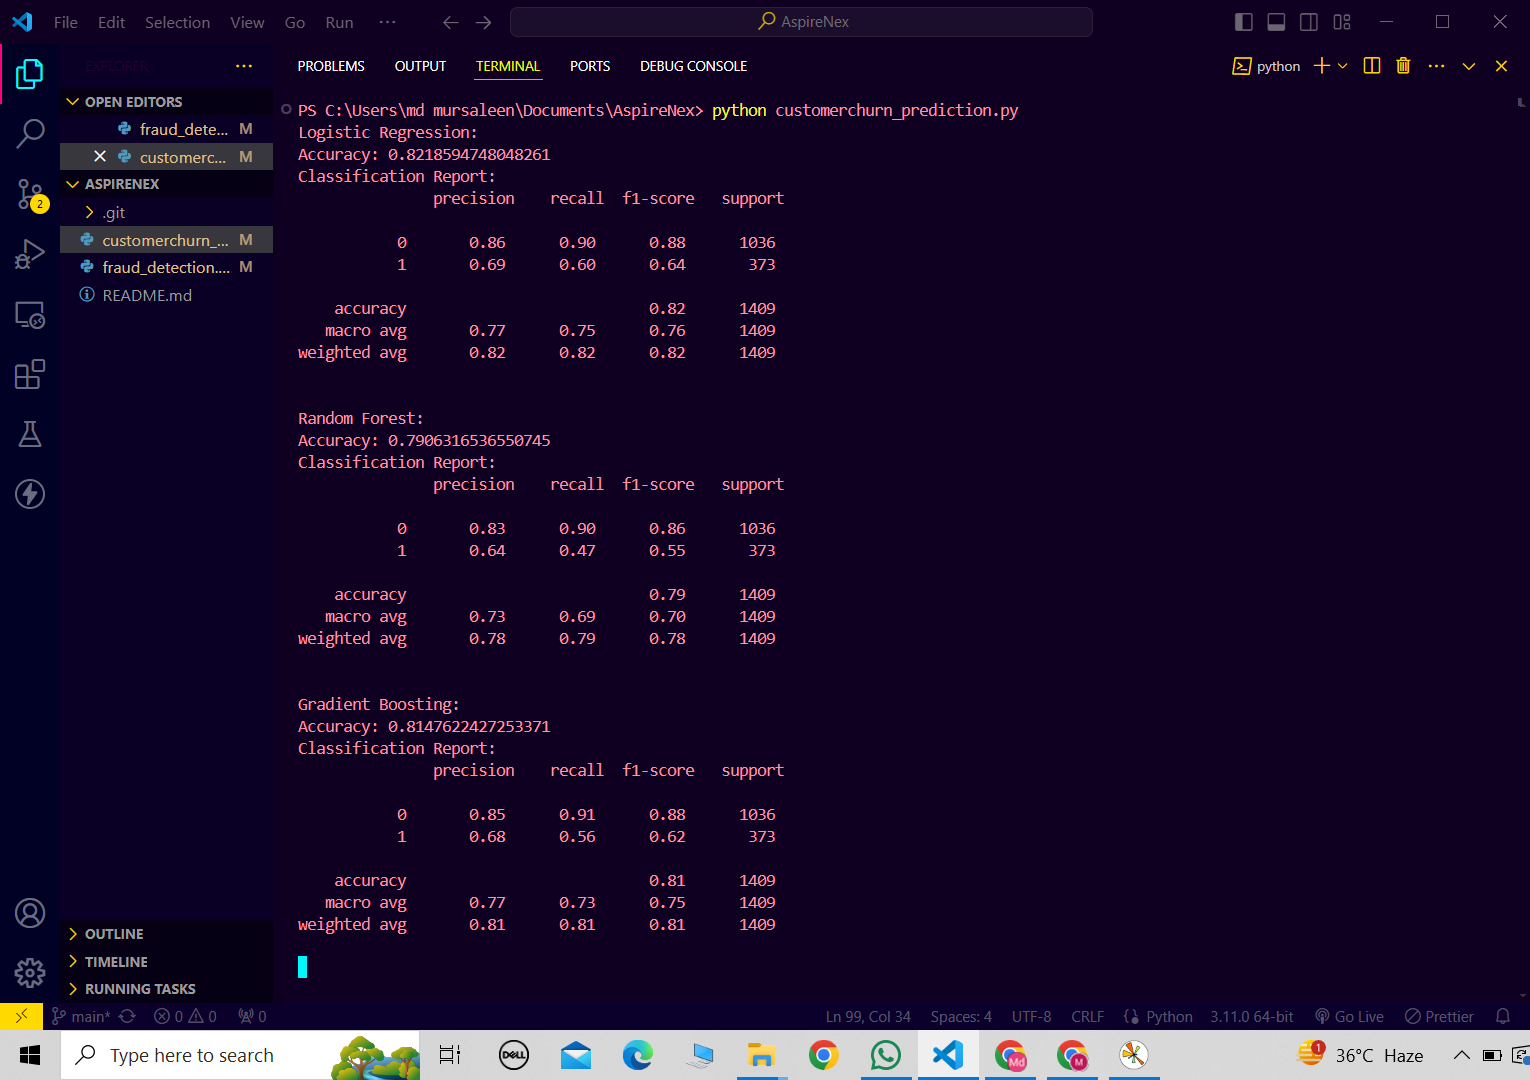 File Edit Selection View Go Run ··· AspireNex
EXPLORER ···
PROBLEMS OUTPUT TERMINAL PORTS DEBUG CONSOLE python
OPEN EDITORS
fraud_dete... M
customerc... M
ASPIRENEX
.git
customerchurn_... M
fraud_detection.... M
README.md
2
PS C:\Users\md mursaleen\Documents\AspireNex> python customerchurn_prediction.py
Logistic Regression:
Accuracy: 0.8218594748048261
Classification Report:
precision recall f1-score support
0 0.86 0.90 0.88 1036
1 0.69 0.60 0.64 373
accuracy 0.82 1409
macro avg 0.77 0.75 0.76 1409
weighted avg 0.82 0.82 0.82 1409
Random Forest:
Accuracy: 0.7906316536550745
Classification Report:
precision recall f1-score support
0 0.83 0.90 0.86 1036
1 0.64 0.47 0.55 373
accuracy 0.79 1409
macro avg 0.73 0.69 0.70 1409
weighted avg 0.78 0.79 0.78 1409
Gradient Boosting:
Accuracy: 0.8147622427253371
Classification Report:
precision recall f1-score support
0 0.85 0.91 0.88 1036
1 0.68 0.56 0.62 373
accuracy 0.81 1409
macro avg 0.77 0.73 0.75 1409
weighted avg 0.81 0.81 0.81 1409
OUTLINE
TIMELINE
RUNNING TASKS
main* 0 0 0 Ln 99, Col 34 Spaces: 4 UTF-8 CRLF Python 3.11.0 64-bit Go Live Prettier
Type here to search DELL Md M 1 36°C Haze